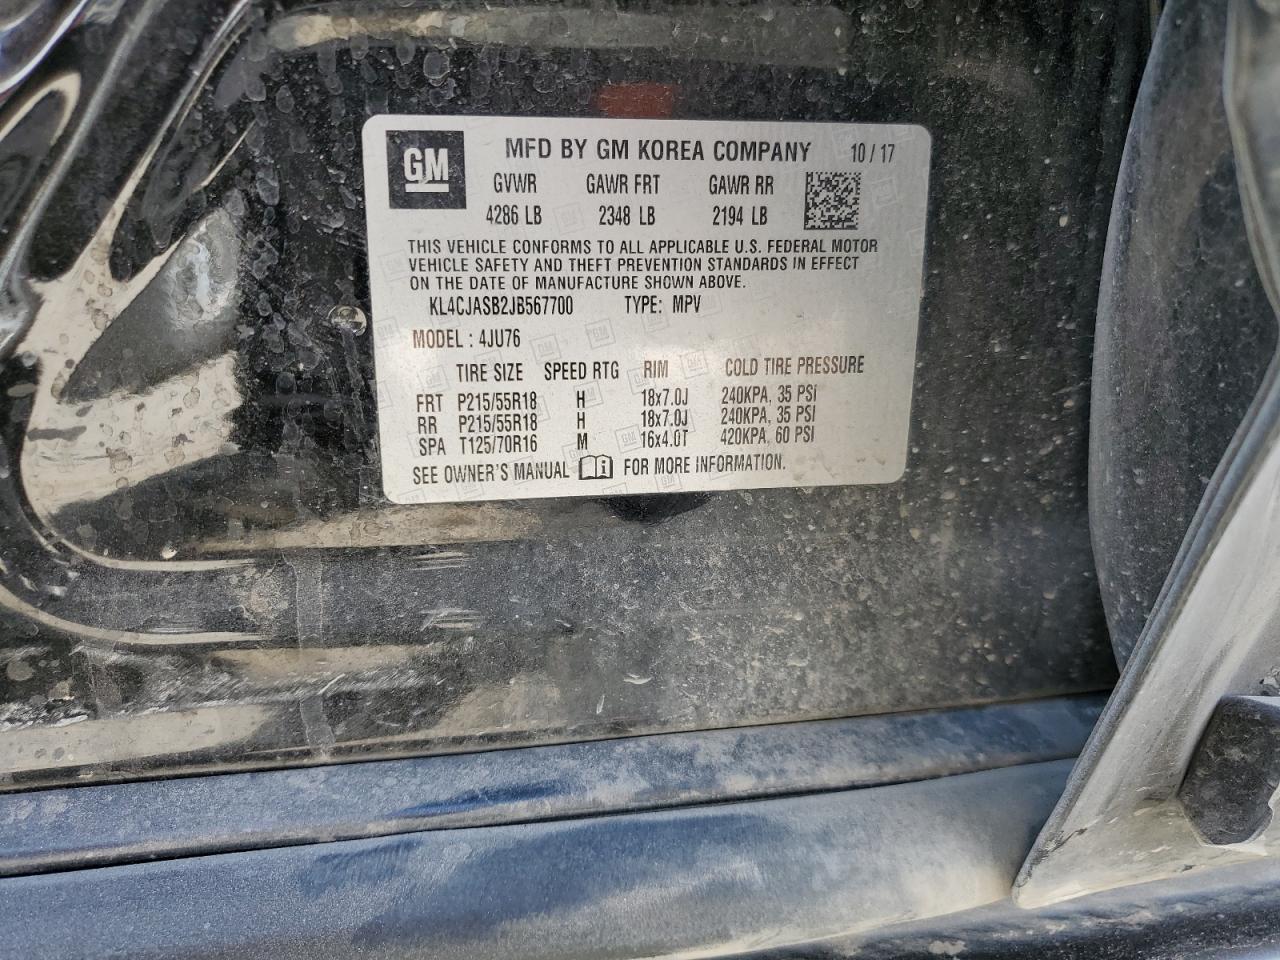 GM MFD BY GM KOREA COMPANY 10 / 17
GVWR GAWR FRT GAWR RR
4286 LB 2348 LB 2194 LB
THIS VEHICLE CONFORMS TO ALL APPLICABLE U.S. FEDERAL MOTOR
VEHICLE SAFETY AND THEFT PREVENTION STANDARDS IN EFFECT
ON THE DATE OF MANUFACTURE SHOWN ABOVE.
KL4CJASB2JB567700 TYPE: MPV
MODEL : 4JU76
TIRE SIZE SPEED RTG RIM COLD TIRE PRESSURE
FRT P215/55R18 H 18x7.0J 240KPA, 35 PSI
RR P215/55R18 H 18x7.0J 240KPA, 35 PSI
SPA T125/70R16 M 16x4.0T 420KPA, 60 PSI
SEE OWNER'S MANUAL FOR MORE INFORMATION.